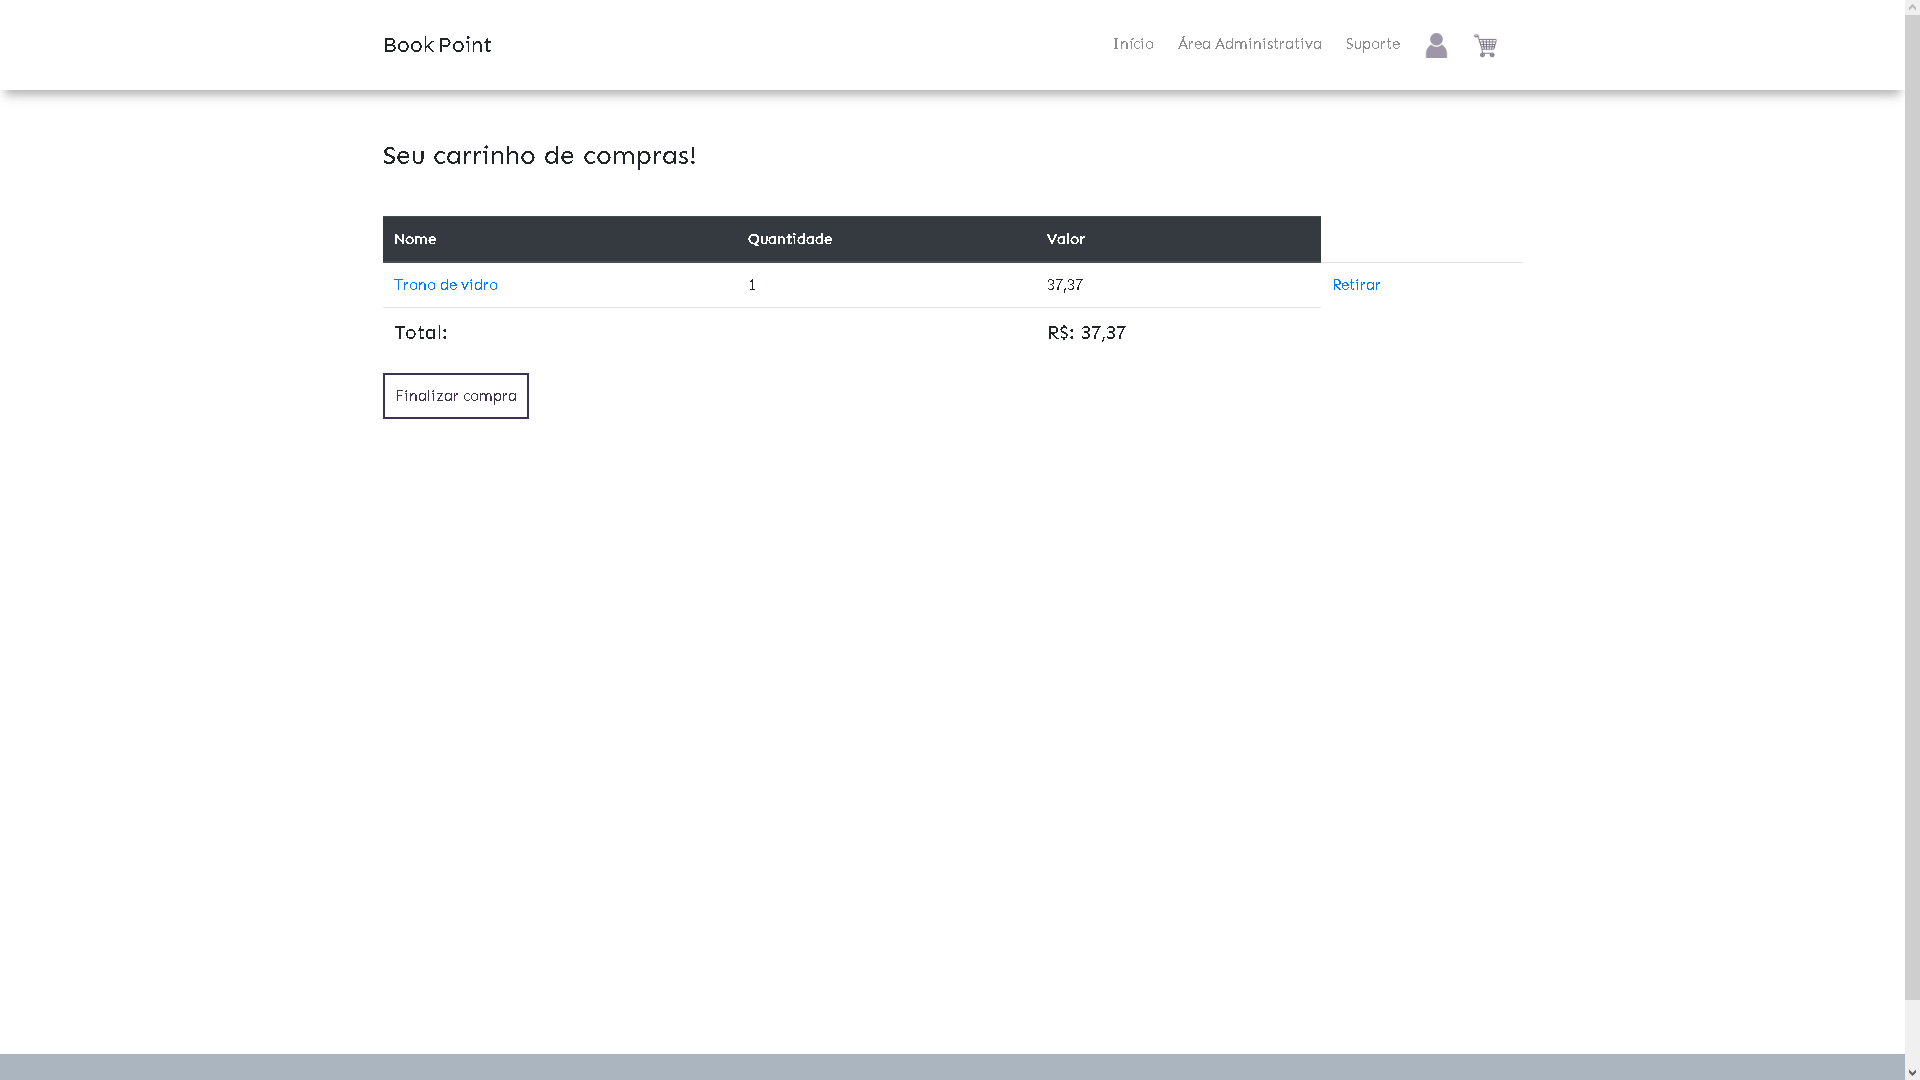 Book Point
Início Área Administrativa Suporte
Seu carrinho de compras!
Nome Quantidade Valor
Trono de vidro 1 37,37 Retirar
Total: R$: 37,37
Finalizar compra